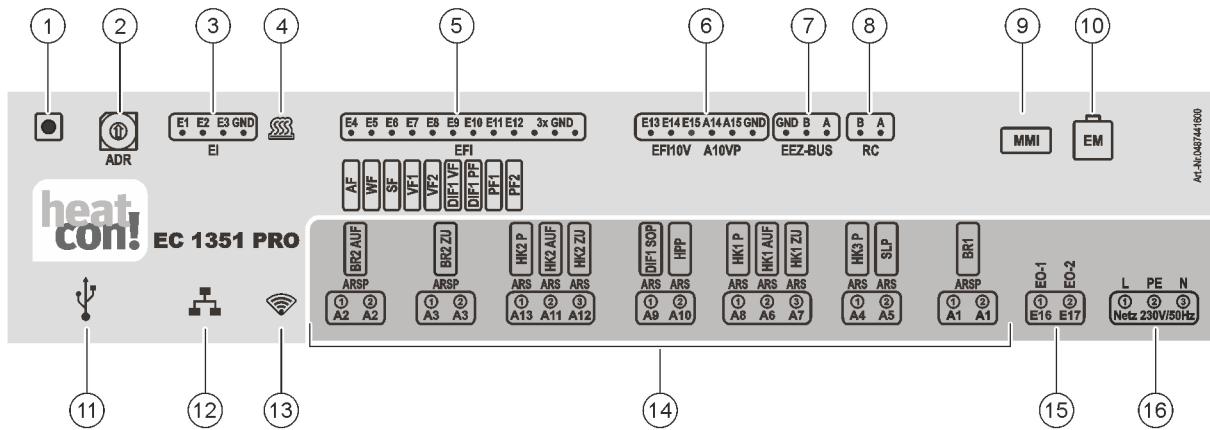 1 2 3 4 5 6 7 8 9 10
E1 E2 E3 GND
E4 E5 E6 E7 E8 E9 E10 E11 E12 3x GND
E13 E14 E15 A14 A15 GND
GND B A
B A
ADR
EI
EFI
EFI10V A10VP
EEZ-BUS
RC
MMI
EM
Art.-Nr.0487441600
AF WF SF VF1 VF2 DIF1 VF DIF1 PF PF1 PF2
heat
con! EC 1351 PRO
BR2 AUF BR2 ZU HK2 P HK2 AUF HK2 ZU DIF1 SOP HPP HK1 P HK1 AUF HK1 ZU HK3 P SLP BR1
ARSP ARSP ARS ARS ARS ARS ARS ARS ARS ARS ARS ARS ARSP EO-1 EO-2 L PE N
1 2 1 2 1 2 3 1 2 1 2 3 1 2 1 2 1 2 1 2 3
A2 A2 A3 A3 A13 A11 A12 A9 A10 A8 A6 A7 A4 A5 A1 A1 E16 E17 Netz 230V/50Hz
11 12 13 14 15 16